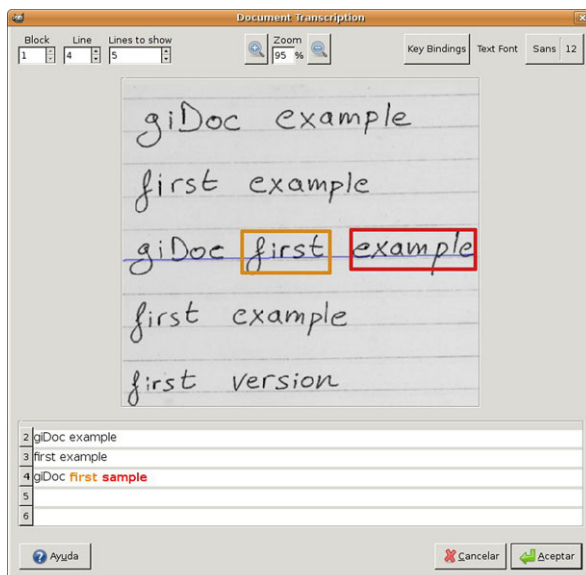 Document Transcription
Block Line Lines to show Zoom
1 4 5 95 % Key Bindings Text Font Sans 12
giDoc example
first example
giDoc first example
first example
first version
2 giDoc example
3 first example
4 giDoc first sample
5
6
Ayuda Cancelar Aceptar